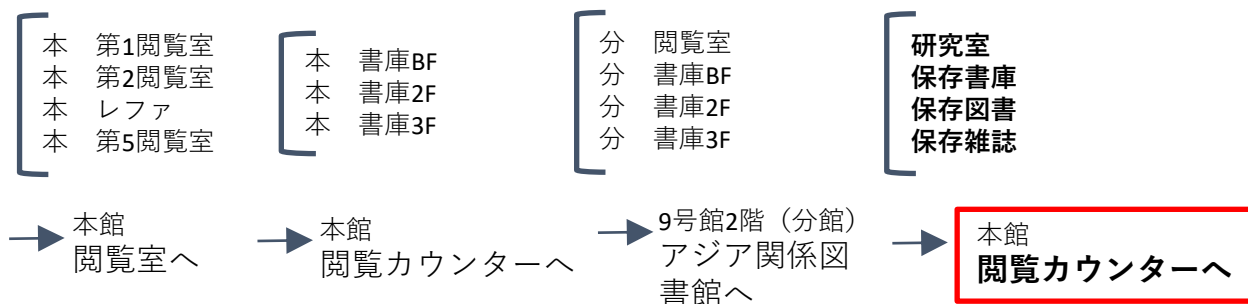 本　第1閲覧室
本　第2閲覧室
本　レファ
本　第5閲覧室
本館
閲覧室へ
本　書庫BF
本　書庫2F
本　書庫3F
本館
閲覧カウンターへ
分　閲覧室
分　書庫BF
分　書庫2F
分　書庫3F
9号館2階（分館）
アジア関係図
書館へ
研究室
保存書庫
保存図書
保存雑誌
本館
閲覧カウンターへ